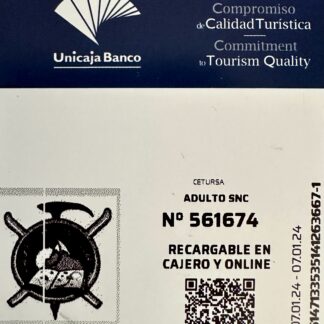 Compromiso
de Calidad Turística
Commitment
to Tourism Quality
Unicaja Banco
CETURSA
ADULTO SNC
Nº 561674
RECARGABLE EN
CAJERO Y ONLINE
07.01.24 - 07.01.24